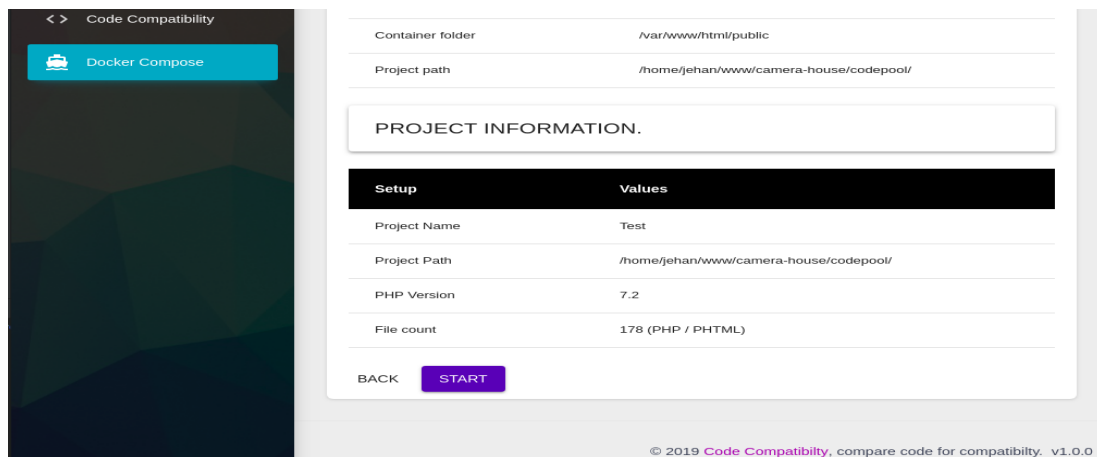 < > Code Compatibility
Docker Compose
Container folder /var/www/html/public
Project path /home/jehan/www/camera-house/codepool/
PROJECT INFORMATION.
Setup Values
Project Name Test
Project Path /home/jehan/www/camera-house/codepool/
PHP Version 7.2
File count 178 (PHP / PHTML)
BACK START
© 2019 Code Compatibilty, compare code for compatibilty. v1.0.0